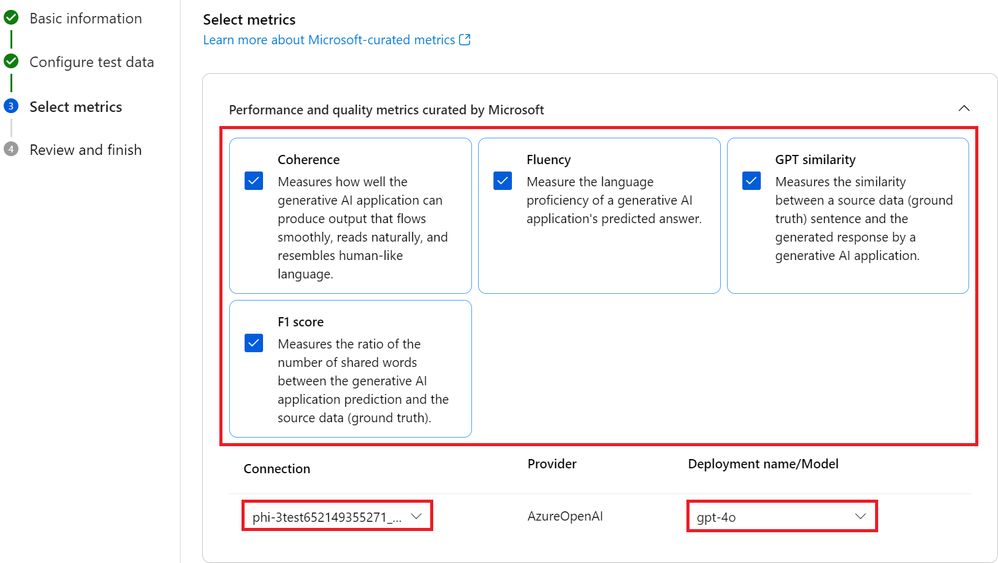 Basic information
Configure test data
3
Select metrics
4
Review and finish
Select metrics
Learn more about Microsoft-curated metrics
Performance and quality metrics curated by Microsoft
Coherence
Measures how well the
generative AI application can
produce output that flows
smoothly, reads naturally, and
resembles human-like
language.
Fluency
Measure the language
proficiency of a generative AI
application's predicted answer.
GPT similarity
Measures the similarity
between a source data (ground
truth) sentence and the
generated response by a
generative AI application.
F1 score
Measures the ratio of the
number of shared words
between the generative AI
application prediction and the
source data (ground truth).
Connection
Provider
Deployment name/Model
phi-3test652149355271_...
AzureOpenAI
gpt-4o